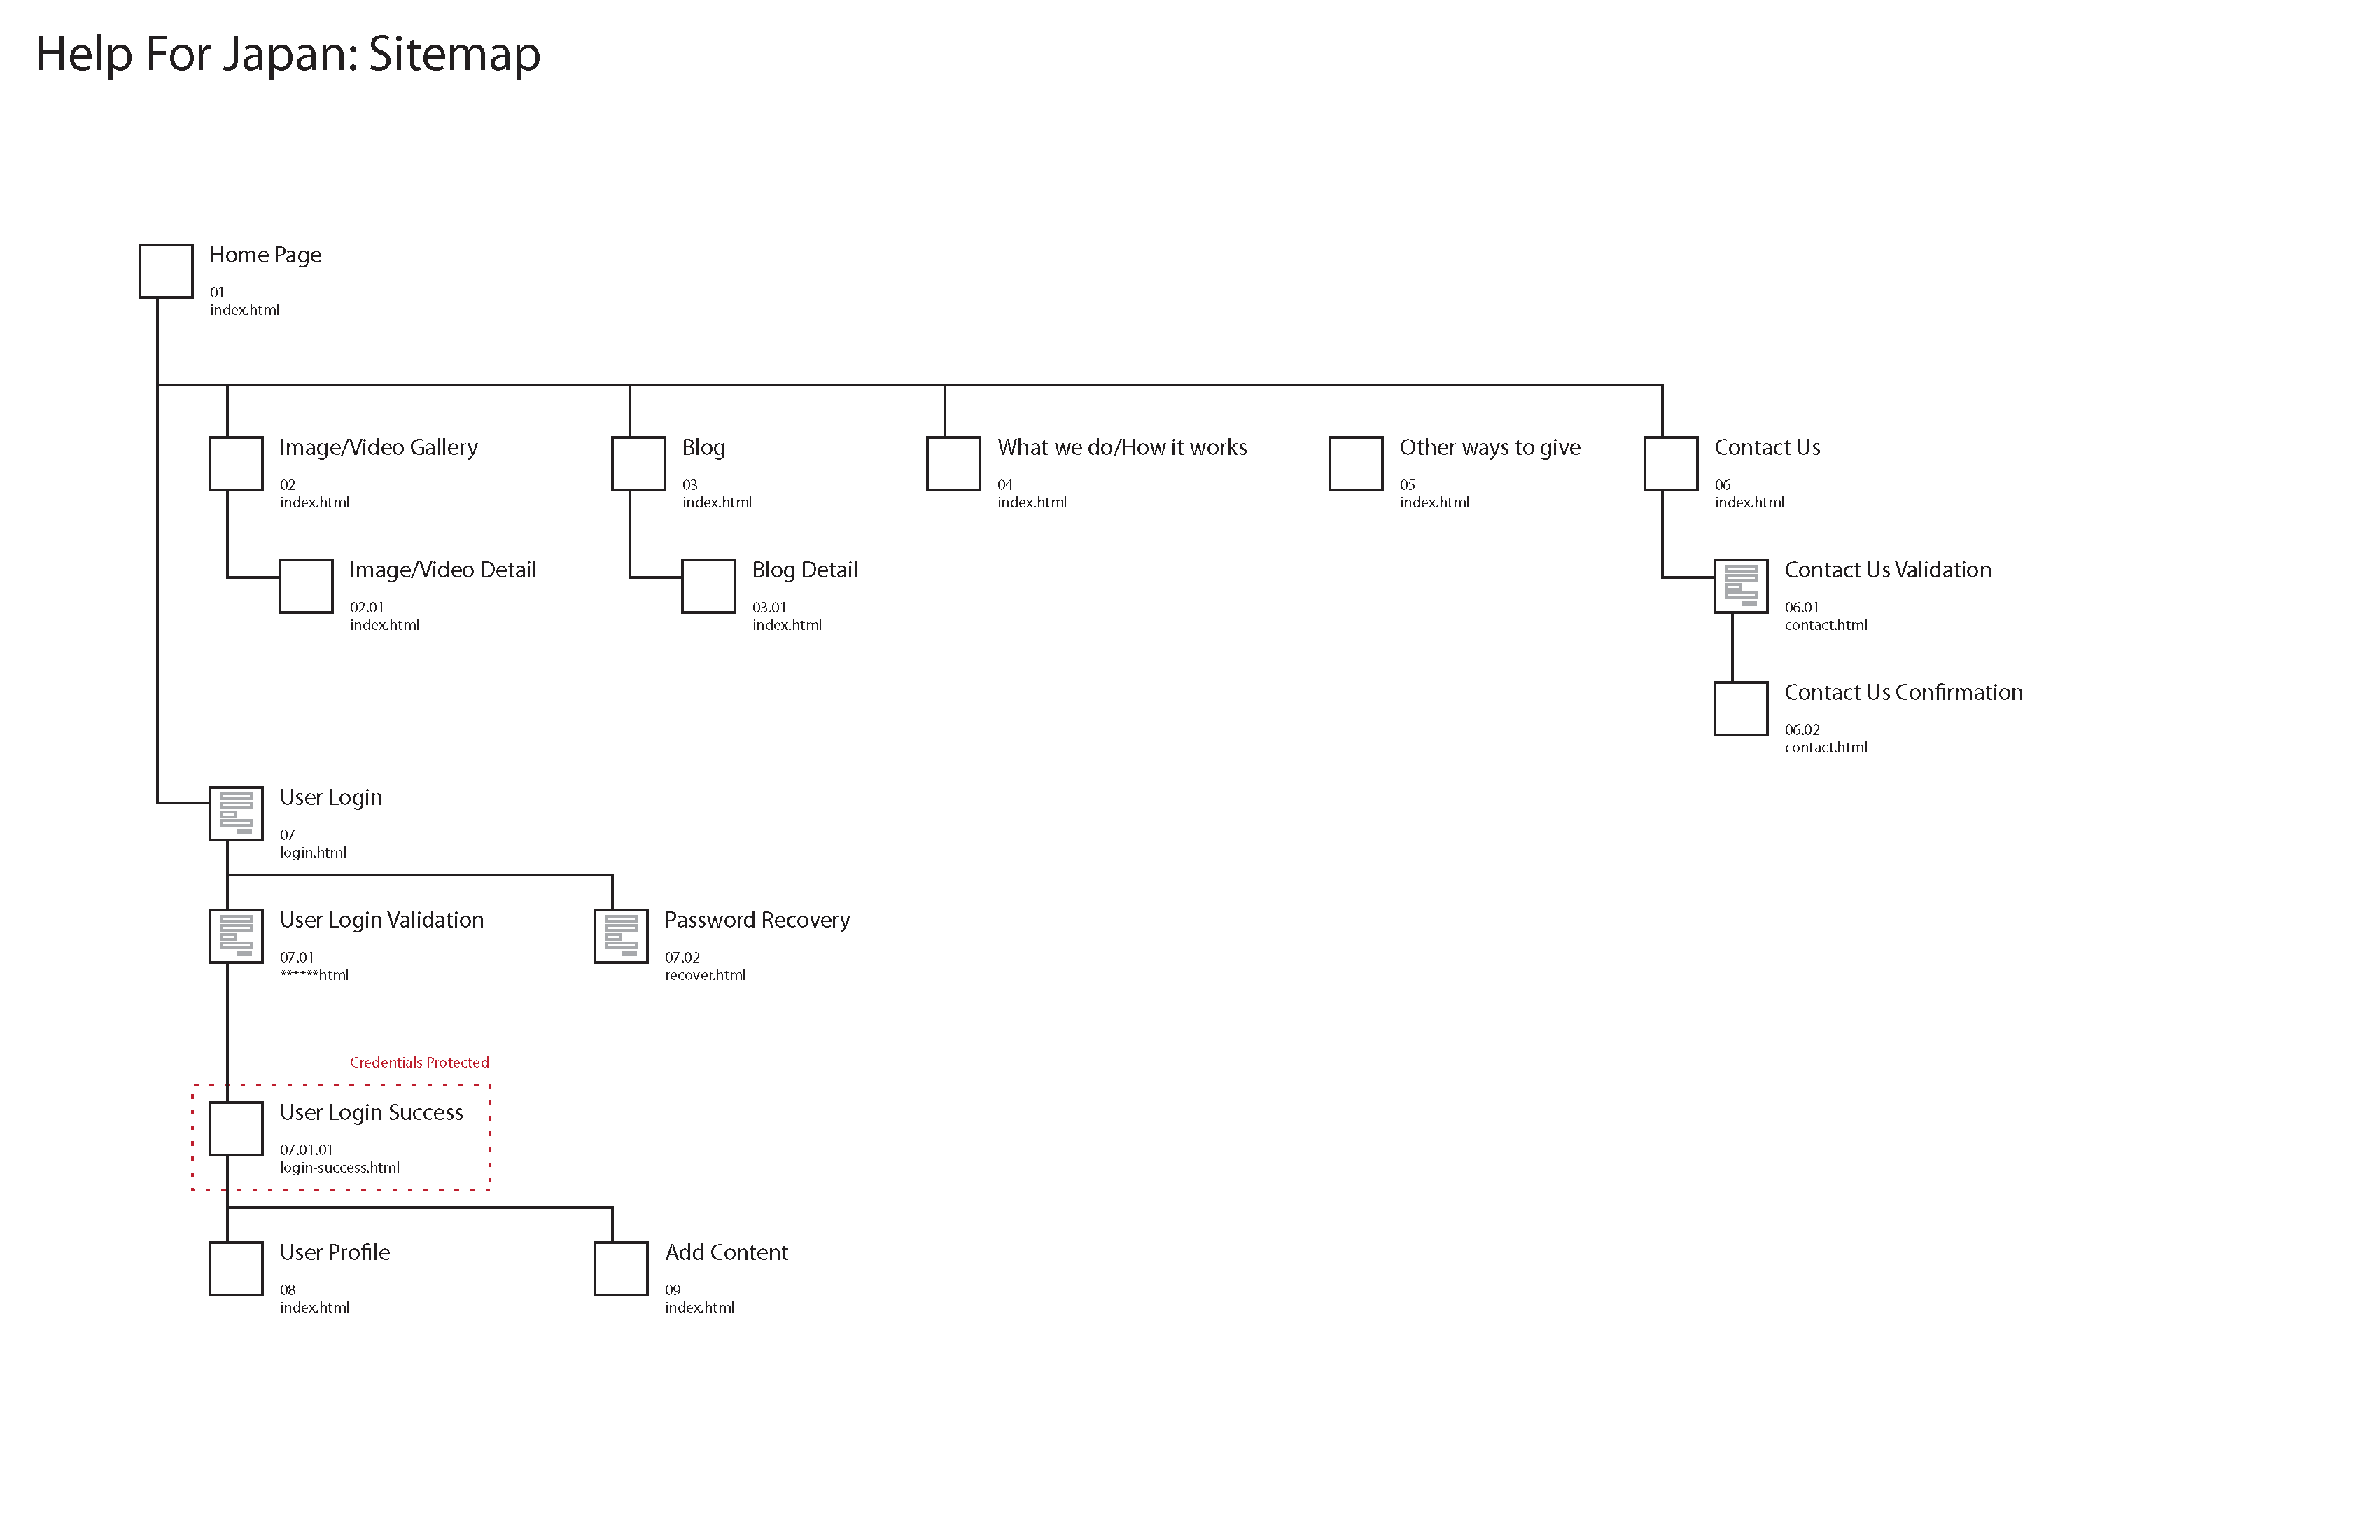 Help For Japan: Sitemap
Home Page
01
index.html
Image/Video Gallery
02
index.html
Blog
03
index.html
What we do/How it works
04
index.html
Other ways to give
05
index.html
Contact Us
06
index.html
Image/Video Detail
02.01
index.html
Blog Detail
03.01
index.html
Contact Us Validation
06.01
contact.html
Contact Us Confirmation
06.02
contact.html
User Login
07
login.html
User Login Validation
07.01
******html
Password Recovery
07.02
recover.html
Credentials Protected
User Login Success
07.01.01
login-success.html
User Profile
08
index.html
Add Content
09
index.html